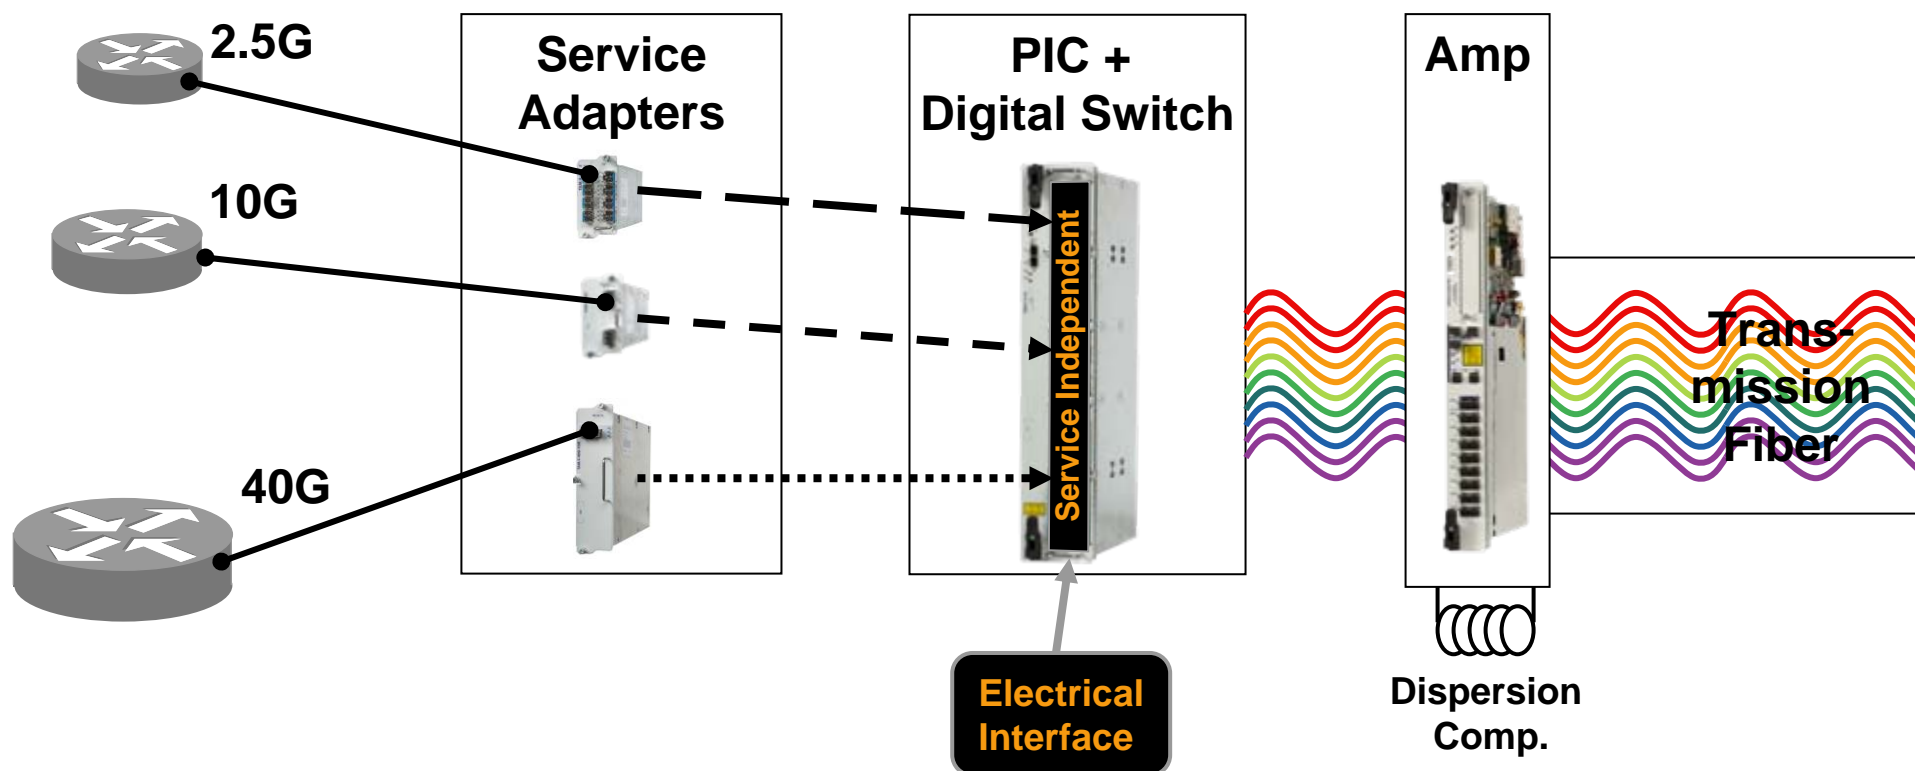 2.5G
10G
40G
Service
Adapters
PIC +
Digital Switch
Service Independent
Electrical
Interface
Amp
Dispersion
Comp.
Trans-
mission
Fiber